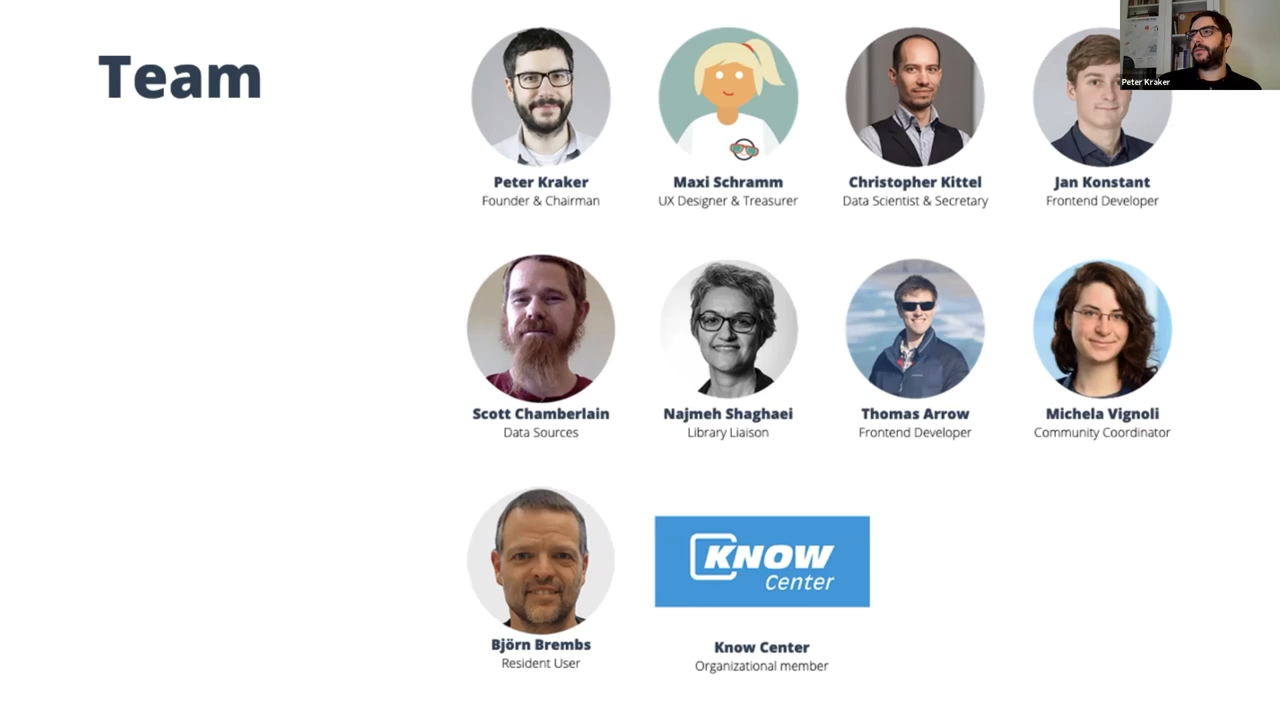 Team
Peter Kraker
Peter Kraker
Founder & Chairman
Maxi Schramm
UX Designer & Treasurer
Christopher Kittel
Data Scientist & Secretary
Jan Konstant
Frontend Developer
Scott Chamberlain
Data Sources
Najmeh Shaghaei
Library Liaison
Thomas Arrow
Frontend Developer
Michela Vignoli
Community Coordinator
Björn Brembs
Resident User
KNOW
Center
Know Center
Organizational member